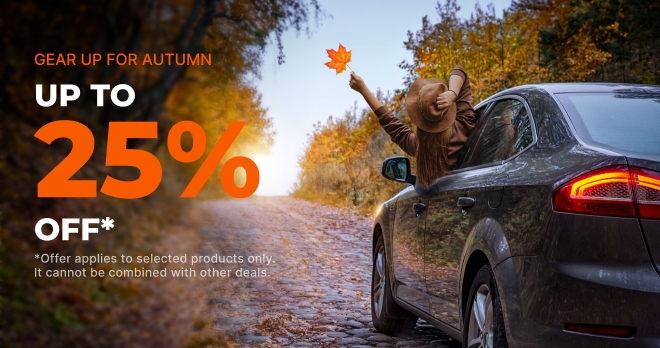 GEAR UP FOR AUTUMN
UP TO
25%
OFF*
*Offer applies to selected products only.
It cannot be combined with other deals.